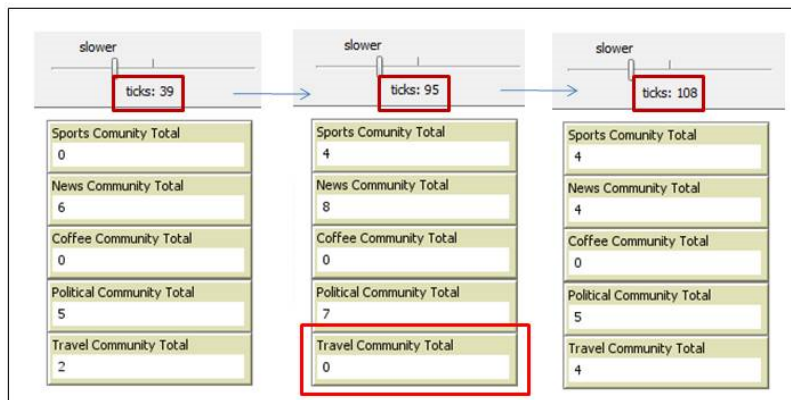 slower
ticks: 39
Sports Comunity Total
0
News Community Total
6
Coffee Community Total
0
Political Community Total
5
Travel Community Total
2
slower
ticks: 95
Sports Comunity Total
4
News Community Total
8
Coffee Community Total
0
Political Community Total
7
Travel Community Total
0
slower
ticks: 108
Sports Comunity Total
4
News Community Total
4
Coffee Community Total
0
Political Community Total
5
Travel Community Total
4